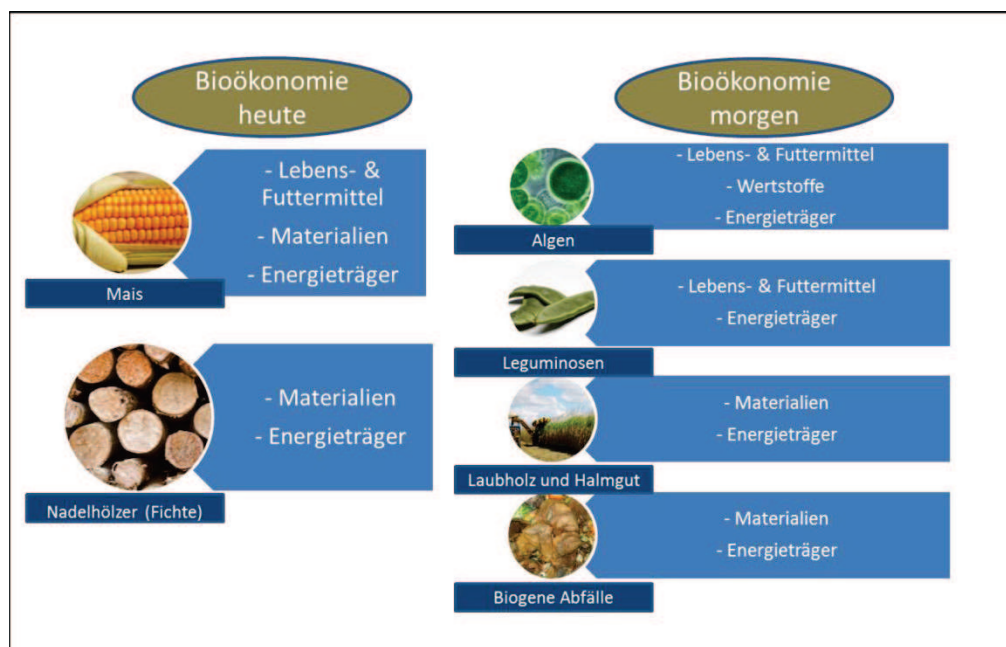 Bioökonomie
heute
- Lebens- &
Futtermittel
- Materialien
- Energieträger
Mais
- Materialien
- Energieträger
Nadelhölzer (Fichte)
Bioökonomie
morgen
- Lebens- & Futtermittel
- Wertstoffe
- Energieträger
Algen
- Lebens- & Futtermittel
- Energieträger
Leguminosen
- Materialien
- Energieträger
Laubholz und Halmgut
- Materialien
- Energieträger
Biogene Abfälle